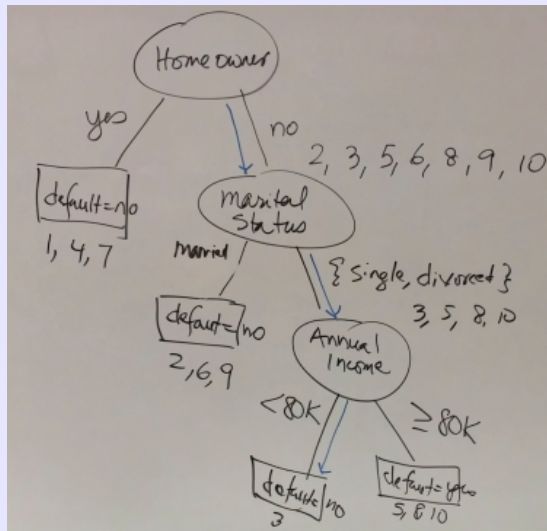 Homeowner
yes
no
2, 3, 5, 6, 8, 9, 10
default=no
1, 4, 7
Marital
Status
Married
{single, divorced}
3, 5, 8, 10
default=no
2, 6, 9
Annual
Income
<80K
≥80K
default=no
3
default=yes
5, 8 10